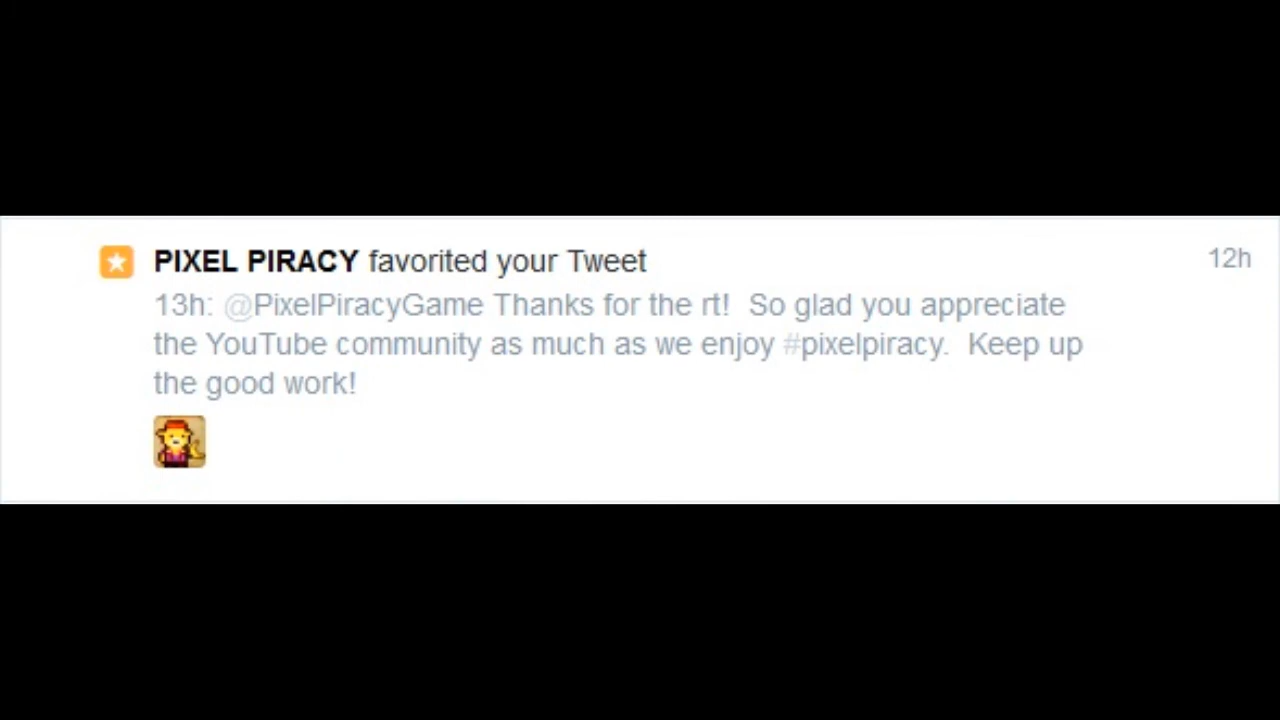 PIXEL PIRACY favorited your Tweet 12h
13h: @PixelPiracyGame Thanks for the rt!  So glad you appreciate
the YouTube community as much as we enjoy #pixelpiracy.  Keep up
the good work!